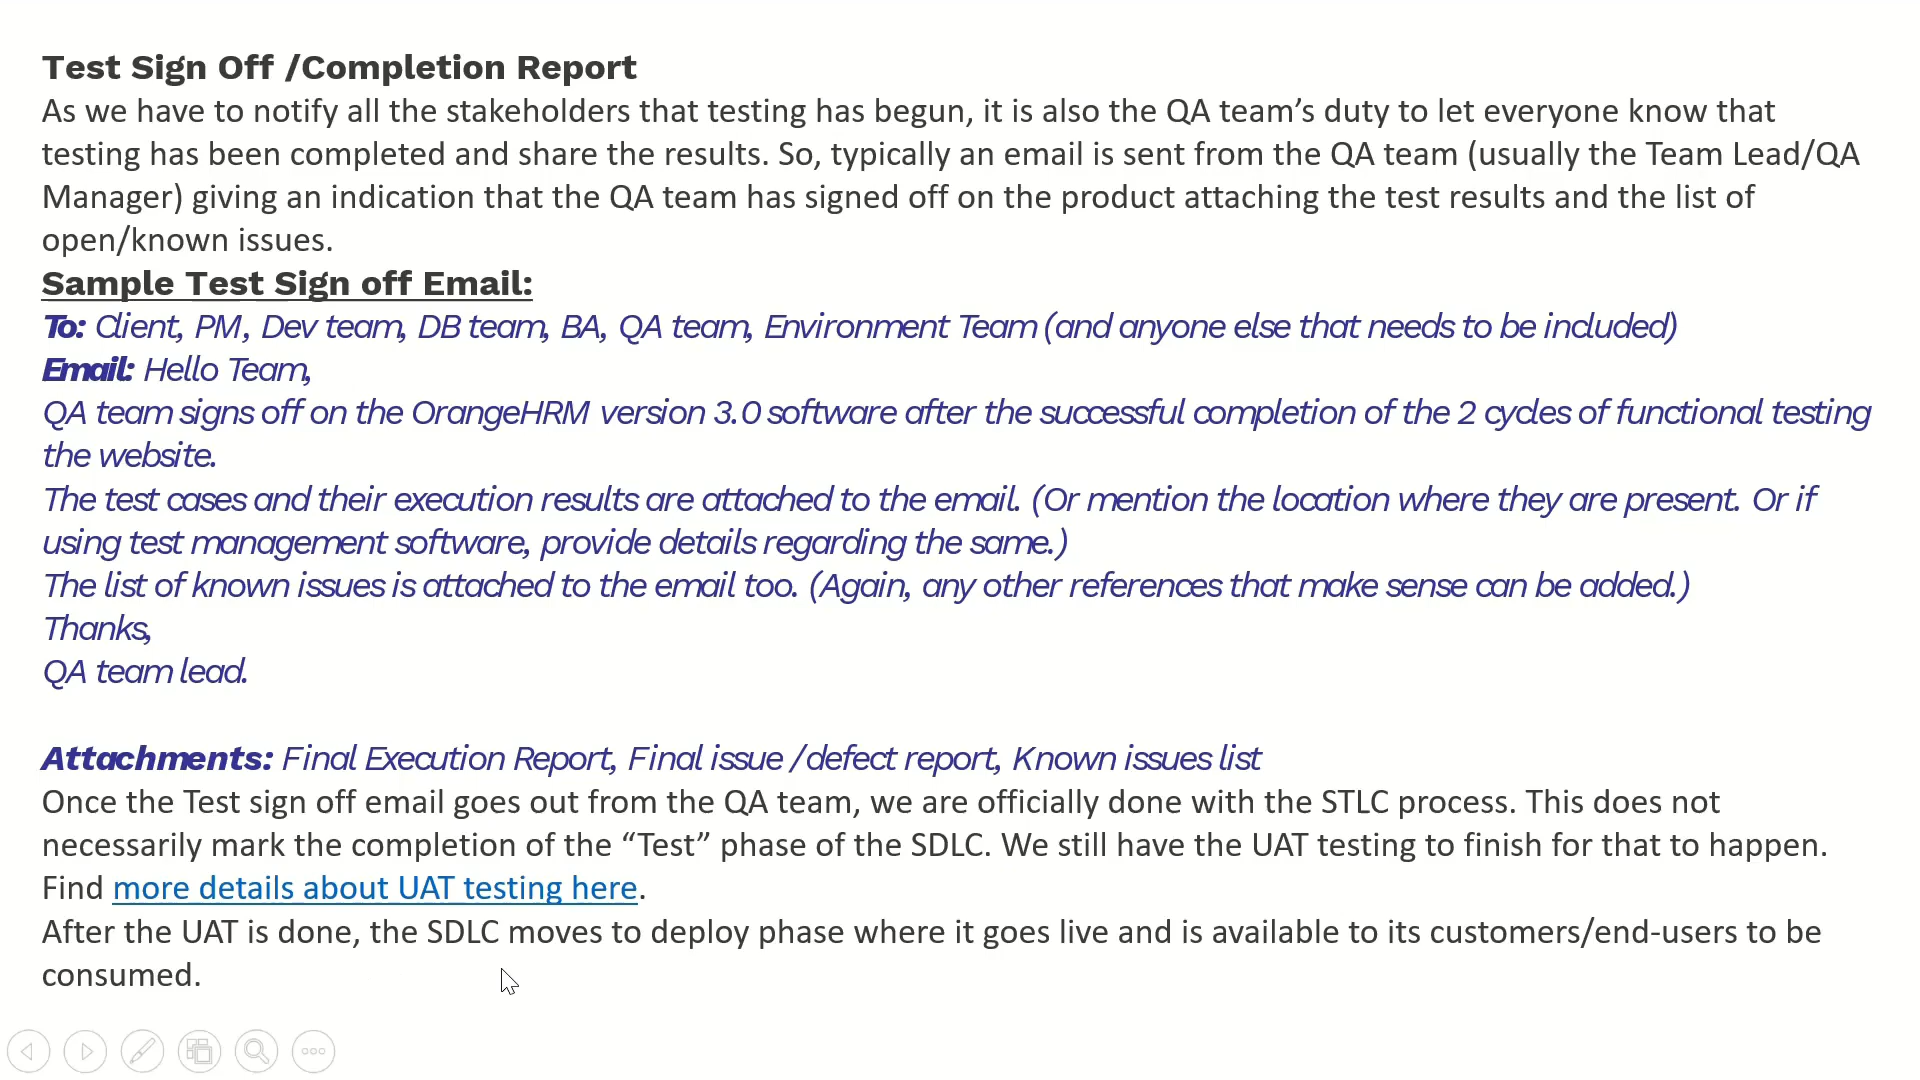 Test Sign Off /Completion Report
As we have to notify all the stakeholders that testing has begun, it is also the QA team’s duty to let everyone know that
testing has been completed and share the results. So, typically an email is sent from the QA team (usually the Team Lead/QA
Manager) giving an indication that the QA team has signed off on the product attaching the test results and the list of
open/known issues.
Sample Test Sign off Email:
To: Client, PM, Dev team, DB team, BA, QA team, Environment Team (and anyone else that needs to be included)
Email: Hello Team,
QA team signs off on the OrangeHRM version 3.0 software after the successful completion of the 2 cycles of functional testing
the website.
The test cases and their execution results are attached to the email. (Or mention the location where they are present. Or if
using test management software, provide details regarding the same.)
The list of known issues is attached to the email too. (Again, any other references that make sense can be added.)
Thanks,
QA team lead.
Attachments: Final Execution Report, Final issue /defect report, Known issues list
Once the Test sign off email goes out from the QA team, we are officially done with the STLC process. This does not
necessarily mark the completion of the “Test” phase of the SDLC. We still have the UAT testing to finish for that to happen.
Find more details about UAT testing here.
After the UAT is done, the SDLC moves to deploy phase where it goes live and is available to its customers/end-users to be
consumed.